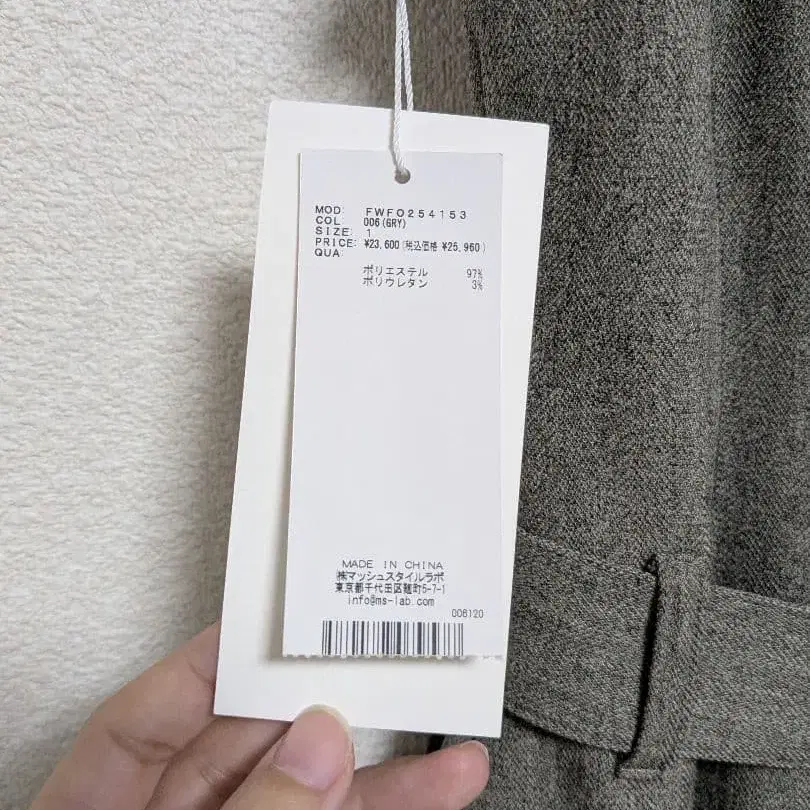 MOD: FWFO254153
COL: 006(GRY)
SIZE: 1
PRICE: ¥23,600(税込価格 ¥25,960)
QUA:
ポリエステル 97%
ポリウレタン 3%
MADE IN CHINA
㈱マッシュスタイルラボ
東京都千代田区麹町5-7-1
info@ms-lab.com
006120